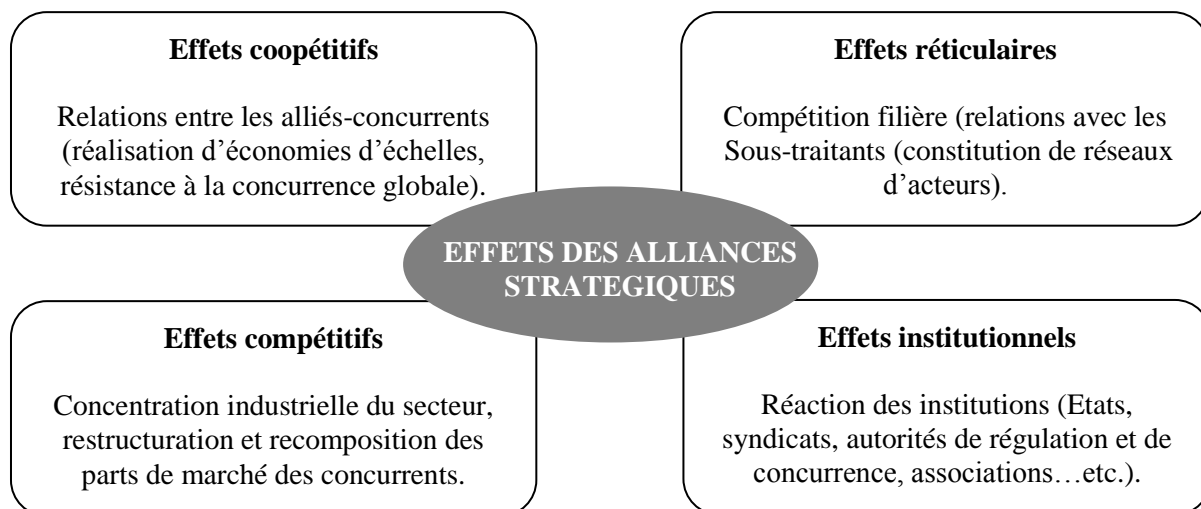 Effets coopétitifs
Relations entre les alliés-concurrents
(réalisation d’économies d’échelles,
résistance à la concurrence globale).
Effets réticulaires
Compétition filière (relations avec les
Sous-traitants (constitution de réseaux
d’acteurs).
EFFETS DES ALLIANCES
STRATEGIQUES
Effets compétitifs
Concentration industrielle du secteur,
restructuration et recomposition des
parts de marché des concurrents.
Effets institutionnels
Réaction des institutions (Etats,
syndicats, autorités de régulation et de
concurrence, associations…etc.).